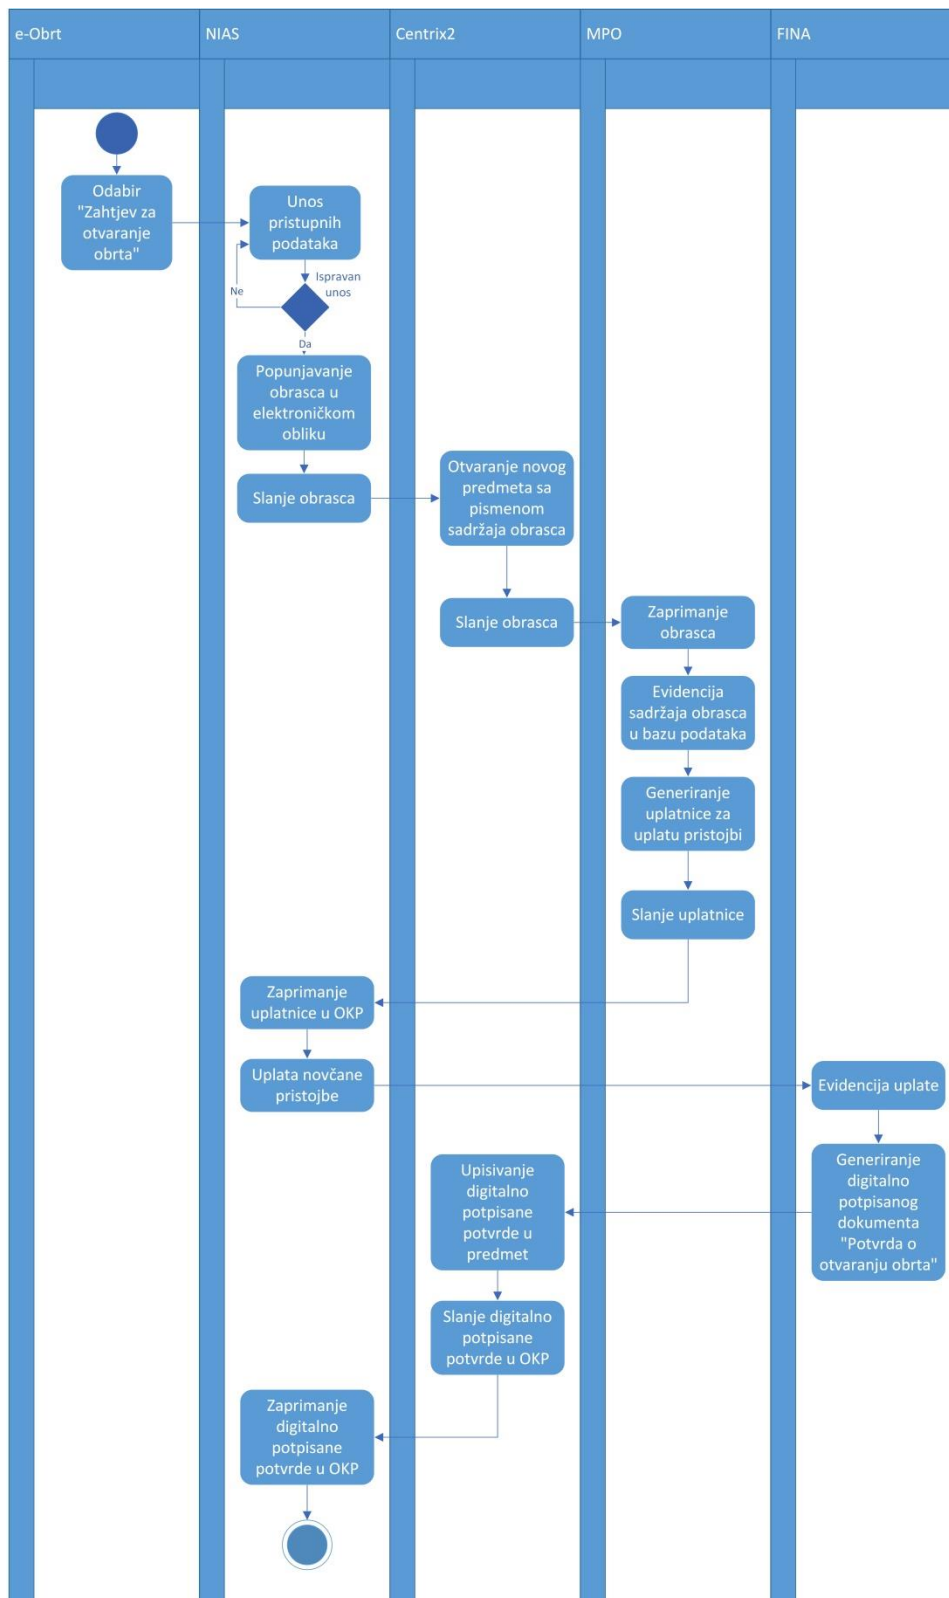 e-Obrt
NIAS
Centrix2
MPO
FINA
Odabir
"Zahtjev za
otvaranje
obrta"
Unos
pristupnih
podataka
Ispravan
unos
Ne
Da
Popunjavanje
obrasca u
elektroničkom
obliku
Slanje obrasca
Otvaranje novog
predmeta sa
pismenom
sadržaja obrasca
Slanje obrasca
Zaprimanje
obrasca
Evidencija
sadržaja obrasca
u bazu podataka
Generiranje
uplatnice za
uplatu pristojbi
Slanje uplatnice
Zaprimanje
uplatnice u OKP
Uplata novčane
pristojbe
Evidencija uplate
Generiranje
digitalno
potpisanog
dokumenta
"Potvrda o
otvaranju obrta"
Upisivanje
digitalno
potpisane
potvrde u
predmet
Slanje digitalno
potpisane
potvrde u OKP
Zaprimanje
digitalno
potpisane
potvrde u OKP